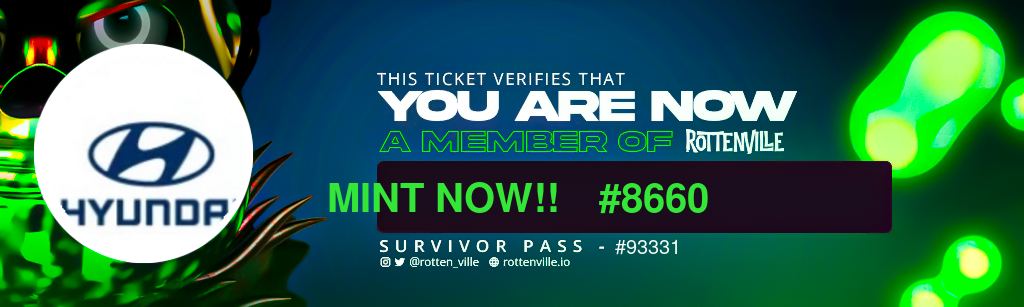 HYUNDAI
THIS TICKET VERIFIES THAT
YOU ARE NOW
A MEMBER OF ROTTENVILLE
MINT NOW!! #8660
SURVIVOR PASS - #93331
@rotten_ville rottenville.io